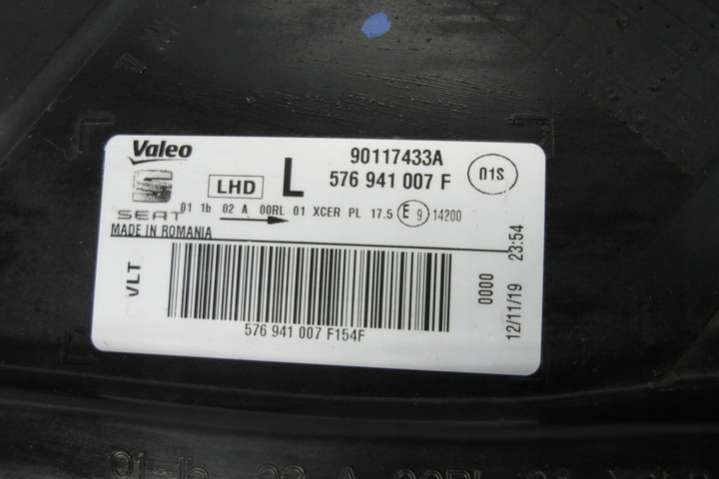 Valeo
90117433A
LHD L 576 941 007 F 01S
SEAT 01 1b 02 A 00RL 01 XCER PL 17.5 E 9 14200
MADE IN ROMANIA
VLT
0000
12/11/19 23:54
576 941 007 F154F